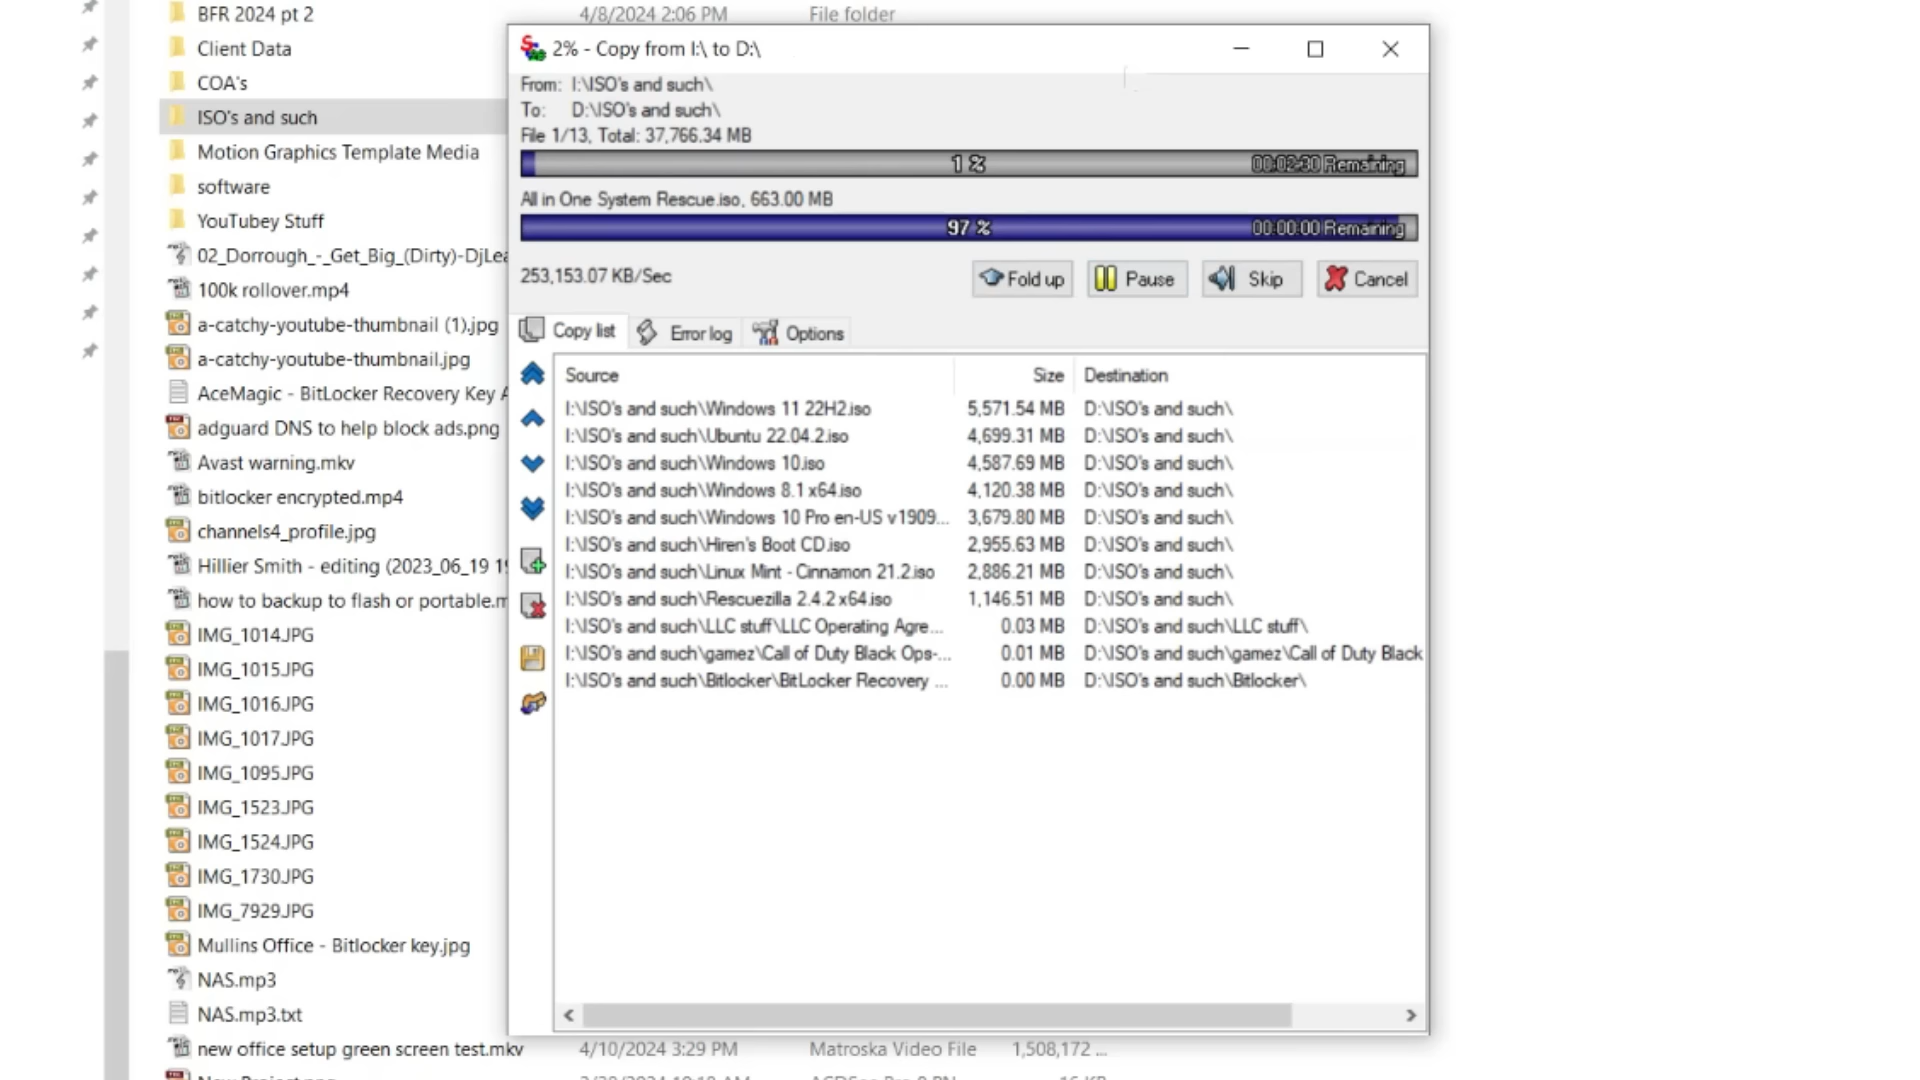 BFR 2024 pt 2 4/8/2024 2:06 PM File folder
Client Data
COA's
ISO's and such
Motion Graphics Template Media
software
YouTubey Stuff
02_Dorrough_-_Get_Big_(Dirty)-DjLea
100k rollover.mp4
a-catchy-youtube-thumbnail (1).jpg
a-catchy-youtube-thumbnail.jpg
AceMagic - BitLocker Recovery Key A
adguard DNS to help block ads.png
Avast warning.mkv
bitlocker encrypted.mp4
channels4_profile.jpg
Hillier Smith - editing (2023_06_19 19
how to backup to flash or portable.m
IMG_1014.JPG
IMG_1015.JPG
IMG_1016.JPG
IMG_1017.JPG
IMG_1095.JPG
IMG_1523.JPG
IMG_1524.JPG
IMG_1730.JPG
IMG_7929.JPG
Mullins Office - Bitlocker key.jpg
NAS.mp3
NAS.mp3.txt
new office setup green screen test.mkv 4/10/2024 3:29 PM Matroska Video File 1,508,172 ...
2% - Copy from I:\ to D:\
From: I:\ISO's and such\
To: D:\ISO's and such\
File 1/13, Total: 37,766.34 MB
1 % 00:02:30 Remaining
All in One System Rescue.iso, 663.00 MB
97 % 00:00:00 Remaining
253,153.07 KB/Sec
Fold up Pause Skip Cancel
Copy list Error log Options
Source Size Destination
I:\ISO's and such\Windows 11 22H2.iso 5,571.54 MB D:\ISO's and such\
I:\ISO's and such\Ubuntu 22.04.2.iso 4,699.31 MB D:\ISO's and such\
I:\ISO's and such\Windows 10.iso 4,587.69 MB D:\ISO's and such\
I:\ISO's and such\Windows 8.1 x64.iso 4,120.38 MB D:\ISO's and such\
I:\ISO's and such\Windows 10 Pro en-US v1909... 3,679.80 MB D:\ISO's and such\
I:\ISO's and such\Hiren's Boot CD.iso 2,955.63 MB D:\ISO's and such\
I:\ISO's and such\Linux Mint - Cinnamon 21.2.iso 2,886.21 MB D:\ISO's and such\
I:\ISO's and such\Rescuezilla 2.4.2 x64.iso 1,146.51 MB D:\ISO's and such\
I:\ISO's and such\LLC stuff\LLC Operating Agre... 0.03 MB D:\ISO's and such\LLC stuff\
I:\ISO's and such\gamez\Call of Duty Black Ops-... 0.01 MB D:\ISO's and such\gamez\Call of Duty Black
I:\ISO's and such\Bitlocker\BitLocker Recovery ... 0.00 MB D:\ISO's and such\Bitlocker\